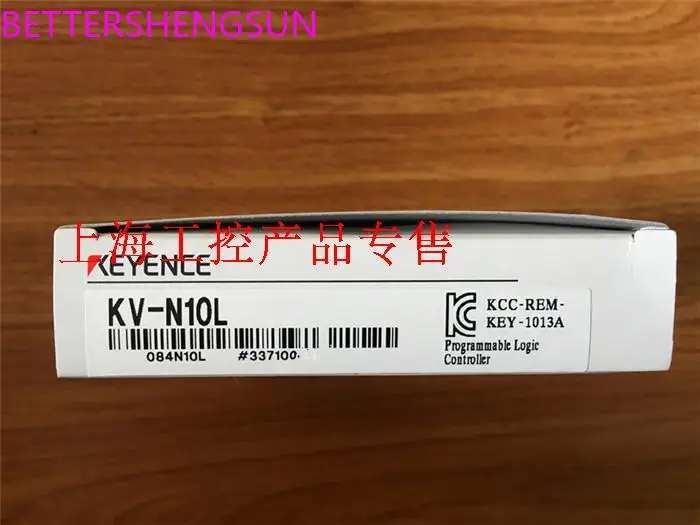 BETTERSHENGSUN
上海工控产品专售
KEYENCE
KV-N10L
084N10L #337100
KCC-REM-
KEY-1013A
Programmable Logic
Controller